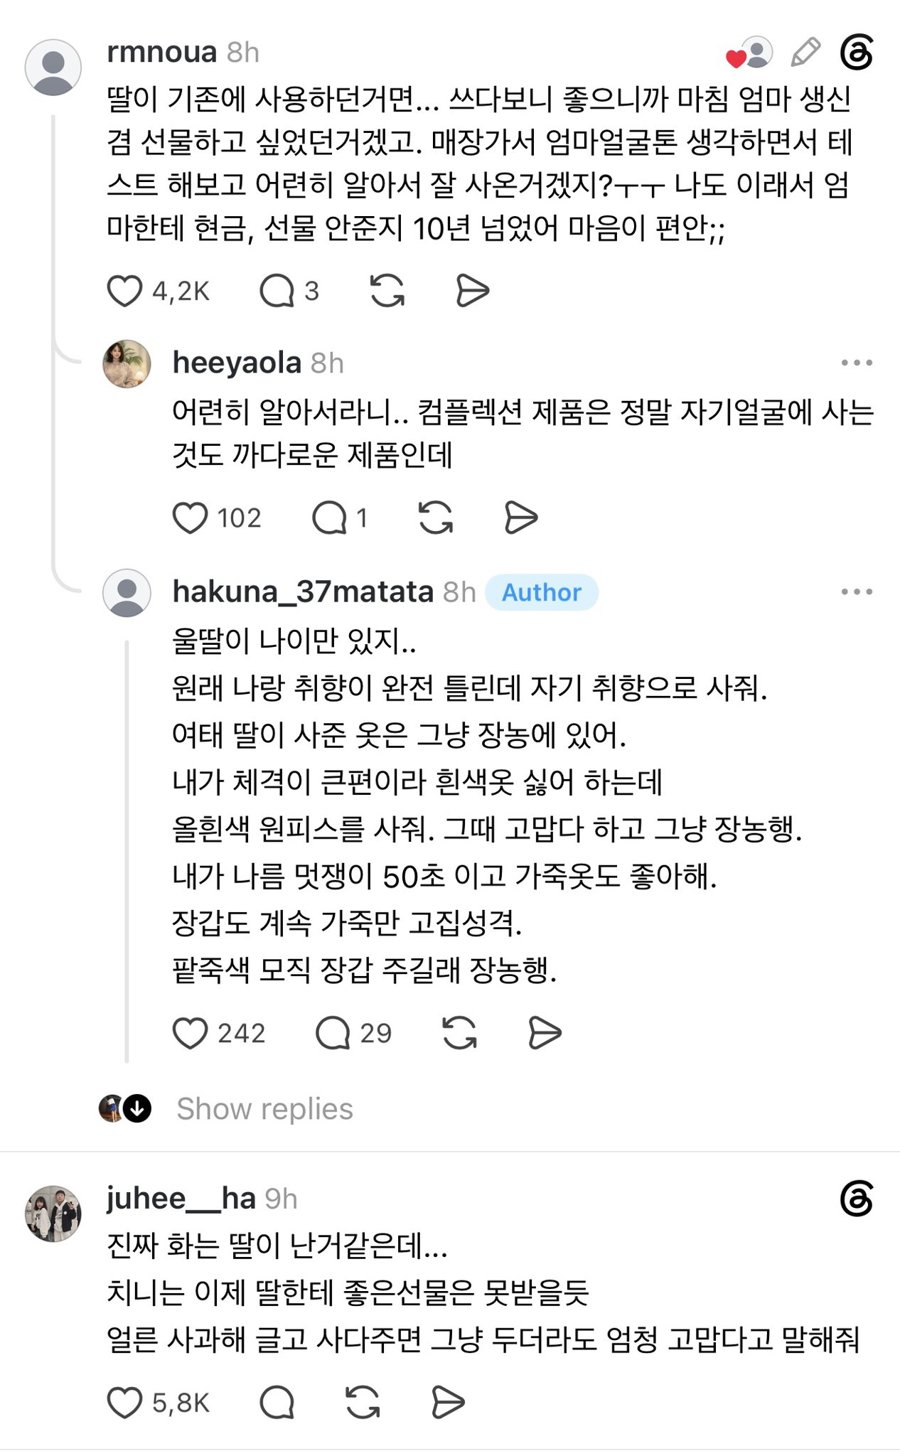 rmnoua 8h
딸이 기존에 사용하던거면... 쓰다보니 좋으니까 마침 엄마 생신
겸 선물하고 싶었던거겠고. 매장가서 엄마얼굴톤 생각하면서 테
스트 해보고 어련히 알아서 잘 사온거겠지?ㅜㅜ 나도 이래서 엄
마한테 현금, 선물 안준지 10년 넘었어 마음이 편안;;
4,2K 3
heeyaola 8h
어련히 알아서라니.. 컴플렉션 제품은 정말 자기얼굴에 사는
것도 까다로운 제품인데
102 1
hakuna_37matata 8h Author
울딸이 나이만 있지..
원래 나랑 취향이 완전 틀린데 자기 취향으로 사줘.
여태 딸이 사준 옷은 그냥 장농에 있어.
내가 체격이 큰편이라 흰색옷 싫어 하는데
올흰색 원피스를 사줘. 그때 고맙다 하고 그냥 장농행.
내가 나름 멋쟁이 50초 이고 가죽옷도 좋아해.
장갑도 계속 가죽만 고집성격.
팥죽색 모직 장갑 주길래 장농행.
242 29
Show replies
juhee__ha 9h
진짜 화는 딸이 난거같은데...
치니는 이제 딸한테 좋은선물은 못받을듯
얼른 사과해 글고 사다주면 그냥 두더라도 엄청 고맙다고 말해줘
5,8K